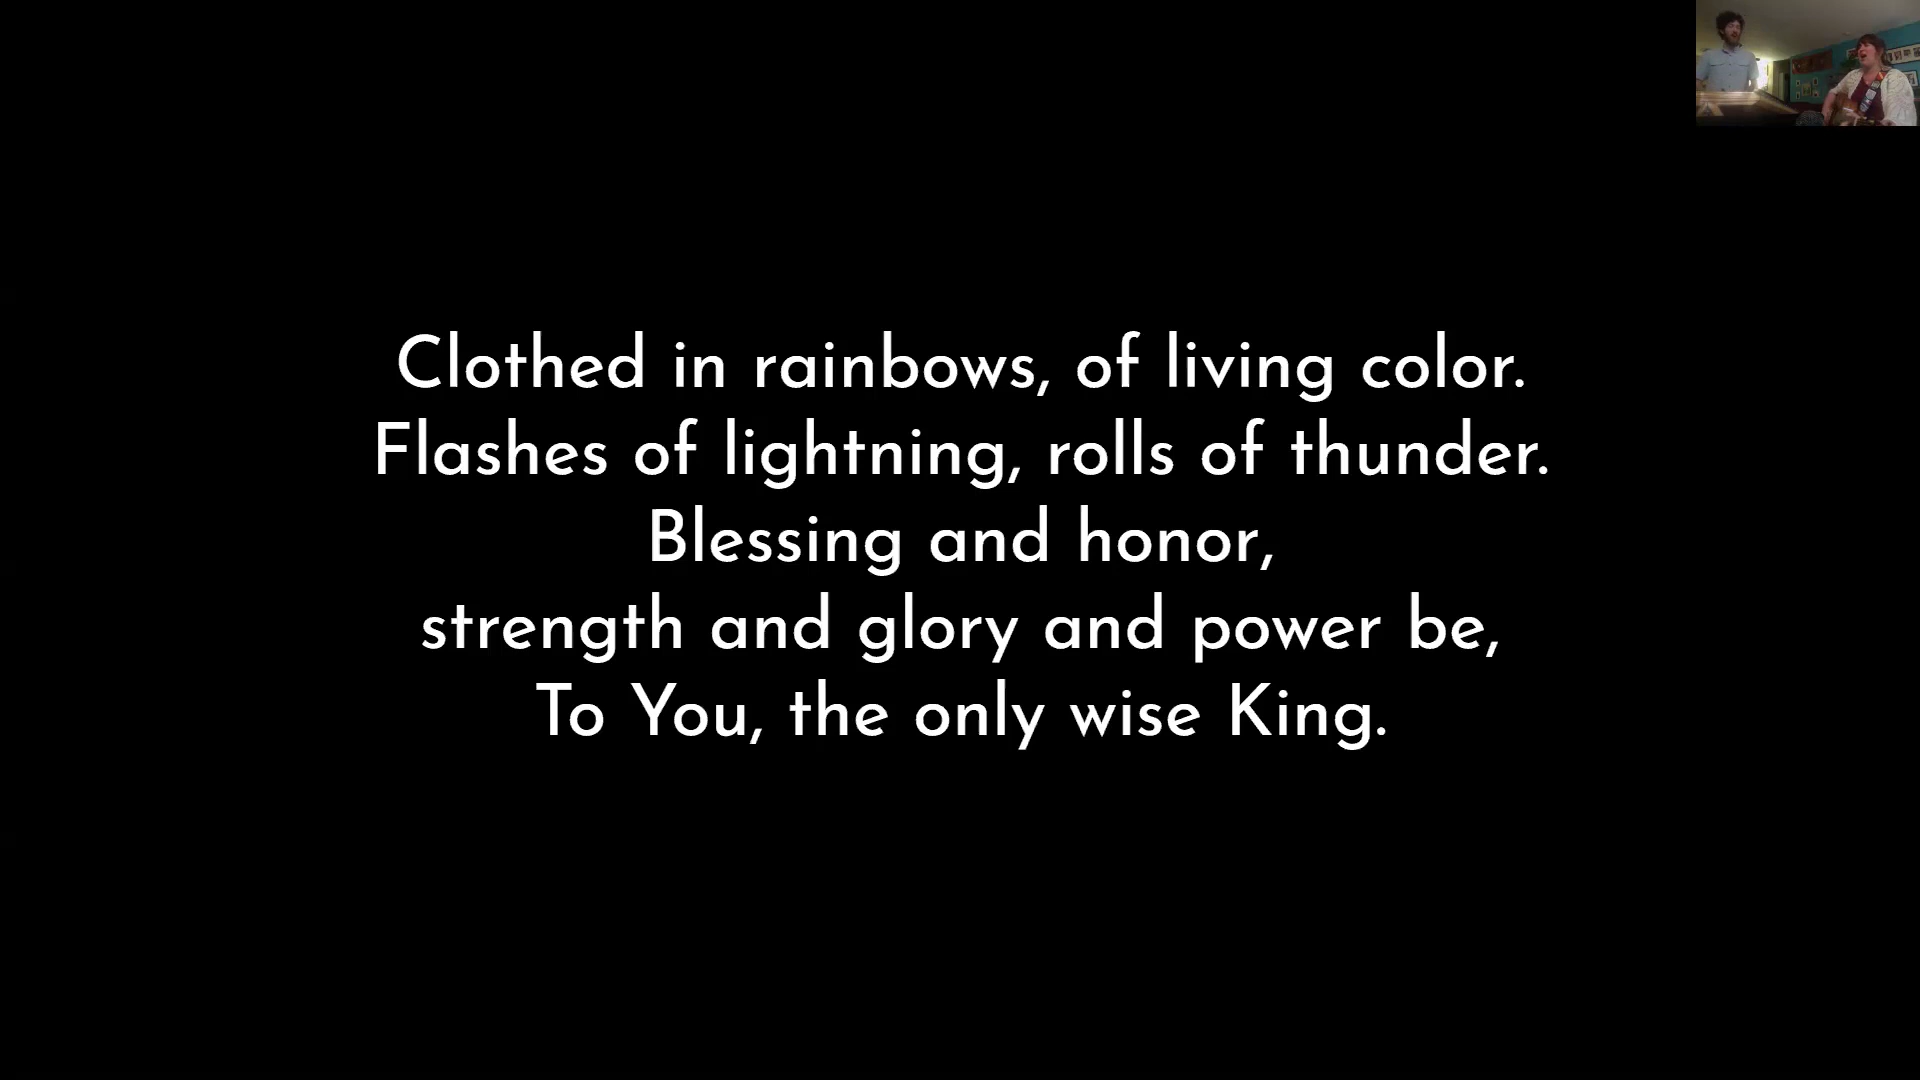 Clothed in rainbows, of living color.
Flashes of lightning, rolls of thunder.
Blessing and honor,
strength and glory and power be,
To You, the only wise King.